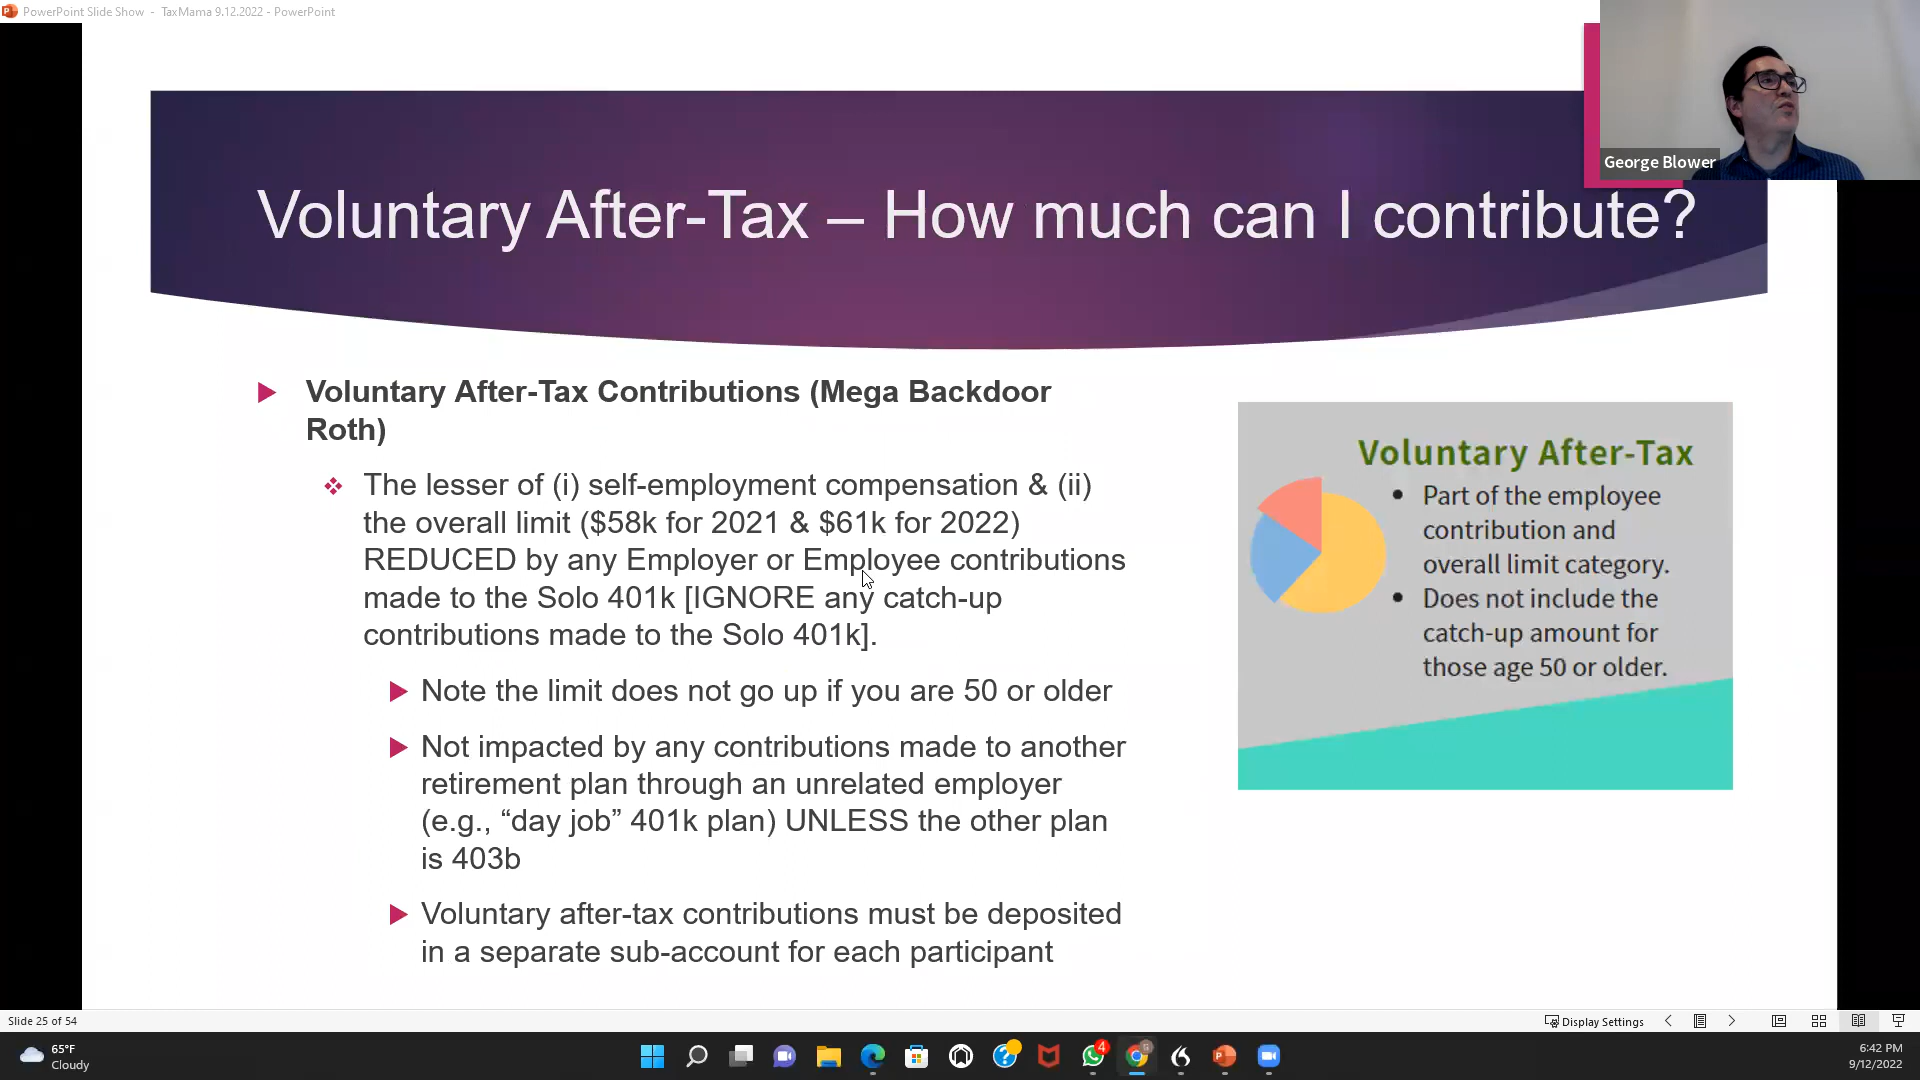 PowerPoint Slide Show - TaxMama 9.12.2022 - PowerPoint
George Blower
Voluntary After-Tax – How much can I contribute?
Voluntary After-Tax Contributions (Mega Backdoor
Roth)
The lesser of (i) self-employment compensation & (ii)
the overall limit ($58k for 2021 & $61k for 2022)
REDUCED by any Employer or Employee contributions
made to the Solo 401k [IGNORE any catch-up
contributions made to the Solo 401k].
Note the limit does not go up if you are 50 or older
Not impacted by any contributions made to another
retirement plan through an unrelated employer
(e.g., “day job” 401k plan) UNLESS the other plan
is 403b
Voluntary after-tax contributions must be deposited
in a separate sub-account for each participant
Voluntary After-Tax
Part of the employee
contribution and
overall limit category.
Does not include the
catch-up amount for
those age 50 or older.
Slide 25 of 54
Display Settings
65°F
Cloudy
4
G
6:42 PM
9/12/2022